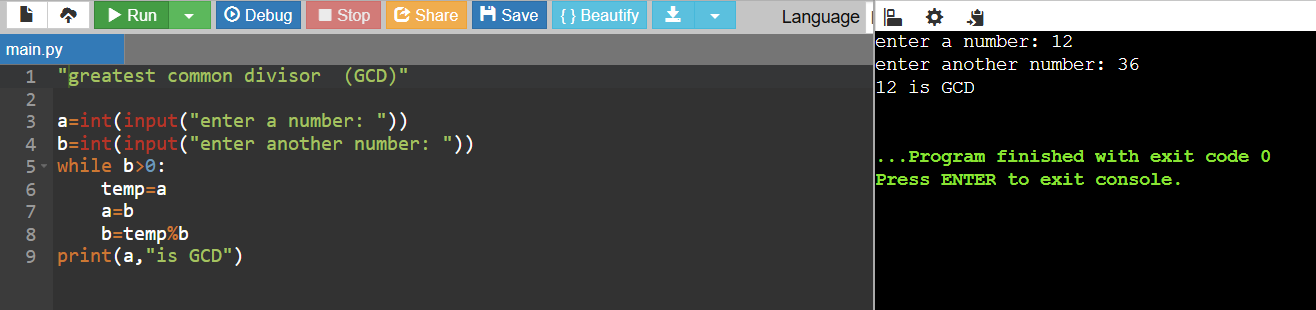 Run Debug Stop Share Save { } Beautify Language
main.py
1 "greatest common divisor  (GCD)"
2
3 a=int(input("enter a number: "))
4 b=int(input("enter another number: "))
5 while b>0:
6     temp=a
7     a=b
8     b=temp%b
9 print(a,"is GCD")
enter a number: 12
enter another number: 36
12 is GCD
...Program finished with exit code 0
Press ENTER to exit console.